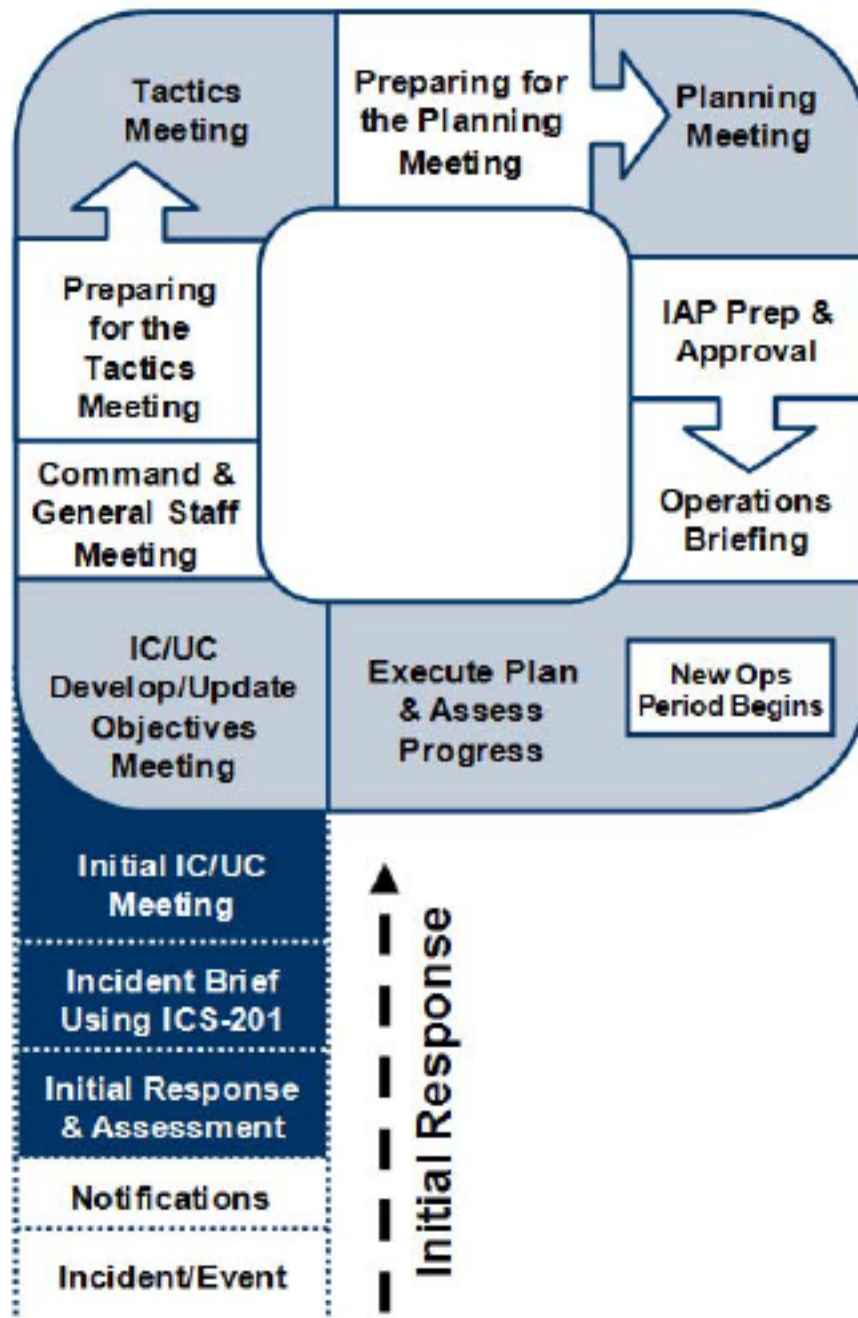 Tactics
Meeting
Preparing for
the Planning
Meeting
Planning
Meeting
Preparing
for the
Tactics
Meeting
IAP Prep &
Approval
Command &
General Staff
Meeting
Operations
Briefing
IC/UC
Develop/Update
Objectives
Meeting
Execute Plan
& Assess
Progress
New Ops
Period Begins
Initial IC/UC
Meeting
Incident Brief
Using ICS-201
Initial Response
& Assessment
Notifications
Incident/Event
Initial Response